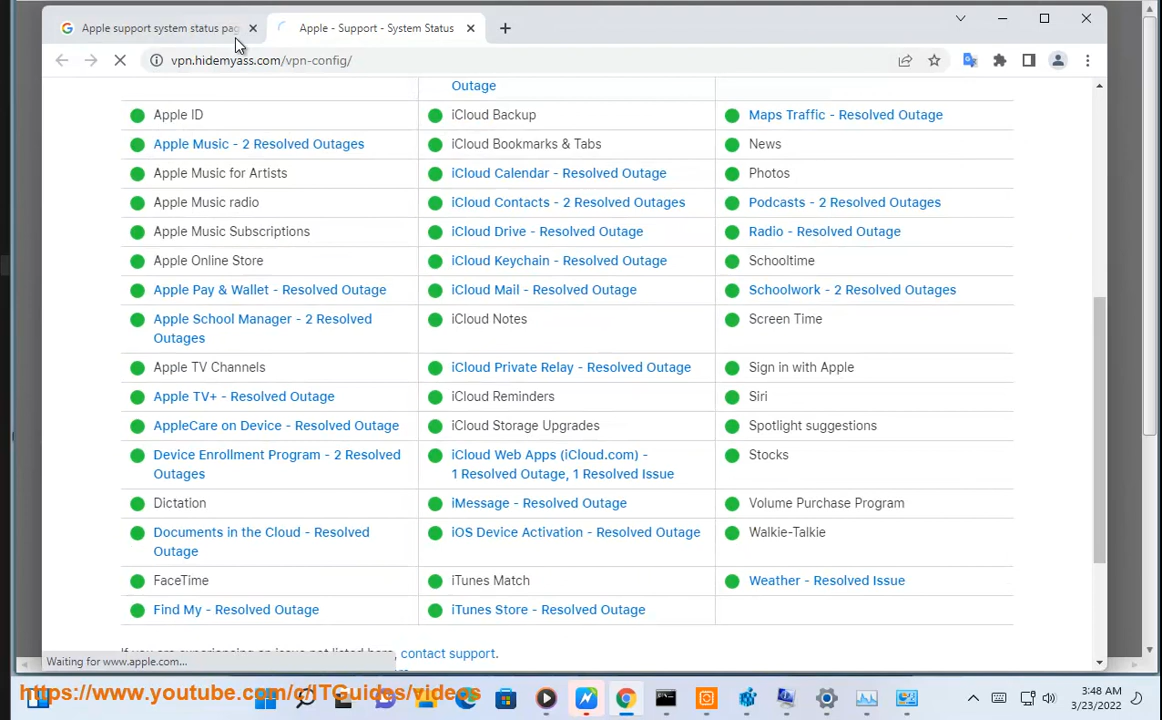 Apple support system status pag
Apple - Support - System Status
vpn.hidemyass.com/vpn-config/
Outage
Apple ID
iCloud Backup
Maps Traffic - Resolved Outage
Apple Music - 2 Resolved Outages
iCloud Bookmarks & Tabs
News
Apple Music for Artists
iCloud Calendar - Resolved Outage
Photos
Apple Music radio
iCloud Contacts - 2 Resolved Outages
Podcasts - 2 Resolved Outages
Apple Music Subscriptions
iCloud Drive - Resolved Outage
Radio - Resolved Outage
Apple Online Store
iCloud Keychain - Resolved Outage
Schooltime
Apple Pay & Wallet - Resolved Outage
iCloud Mail - Resolved Outage
Schoolwork - 2 Resolved Outages
Apple School Manager - 2 Resolved
Outages
iCloud Notes
Screen Time
Apple TV Channels
iCloud Private Relay - Resolved Outage
Sign in with Apple
Apple TV+ - Resolved Outage
iCloud Reminders
Siri
AppleCare on Device - Resolved Outage
iCloud Storage Upgrades
Spotlight suggestions
Device Enrollment Program - 2 Resolved
Outages
iCloud Web Apps (iCloud.com) -
1 Resolved Outage, 1 Resolved Issue
Stocks
Dictation
iMessage - Resolved Outage
Volume Purchase Program
Documents in the Cloud - Resolved
Outage
iOS Device Activation - Resolved Outage
Walkie-Talkie
FaceTime
iTunes Match
Weather - Resolved Issue
Find My - Resolved Outage
iTunes Store - Resolved Outage
If you are experiencing an issue not listed here, contact support.
Waiting for www.apple.com...
https://www.youtube.com/c/ITGuides/videos
3:48 AM
3/23/2022